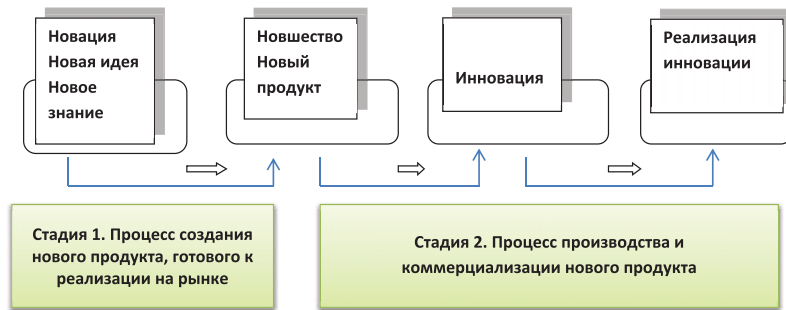 Новация
Новая идея
Новое
знание
Новшество
Новый
продукт
Инновация
Реализация
инновации
Стадия 1. Процесс создания
нового продукта, готового к
реализации на рынке
Стадия 2. Процесс производства и
коммерциализации нового продукта